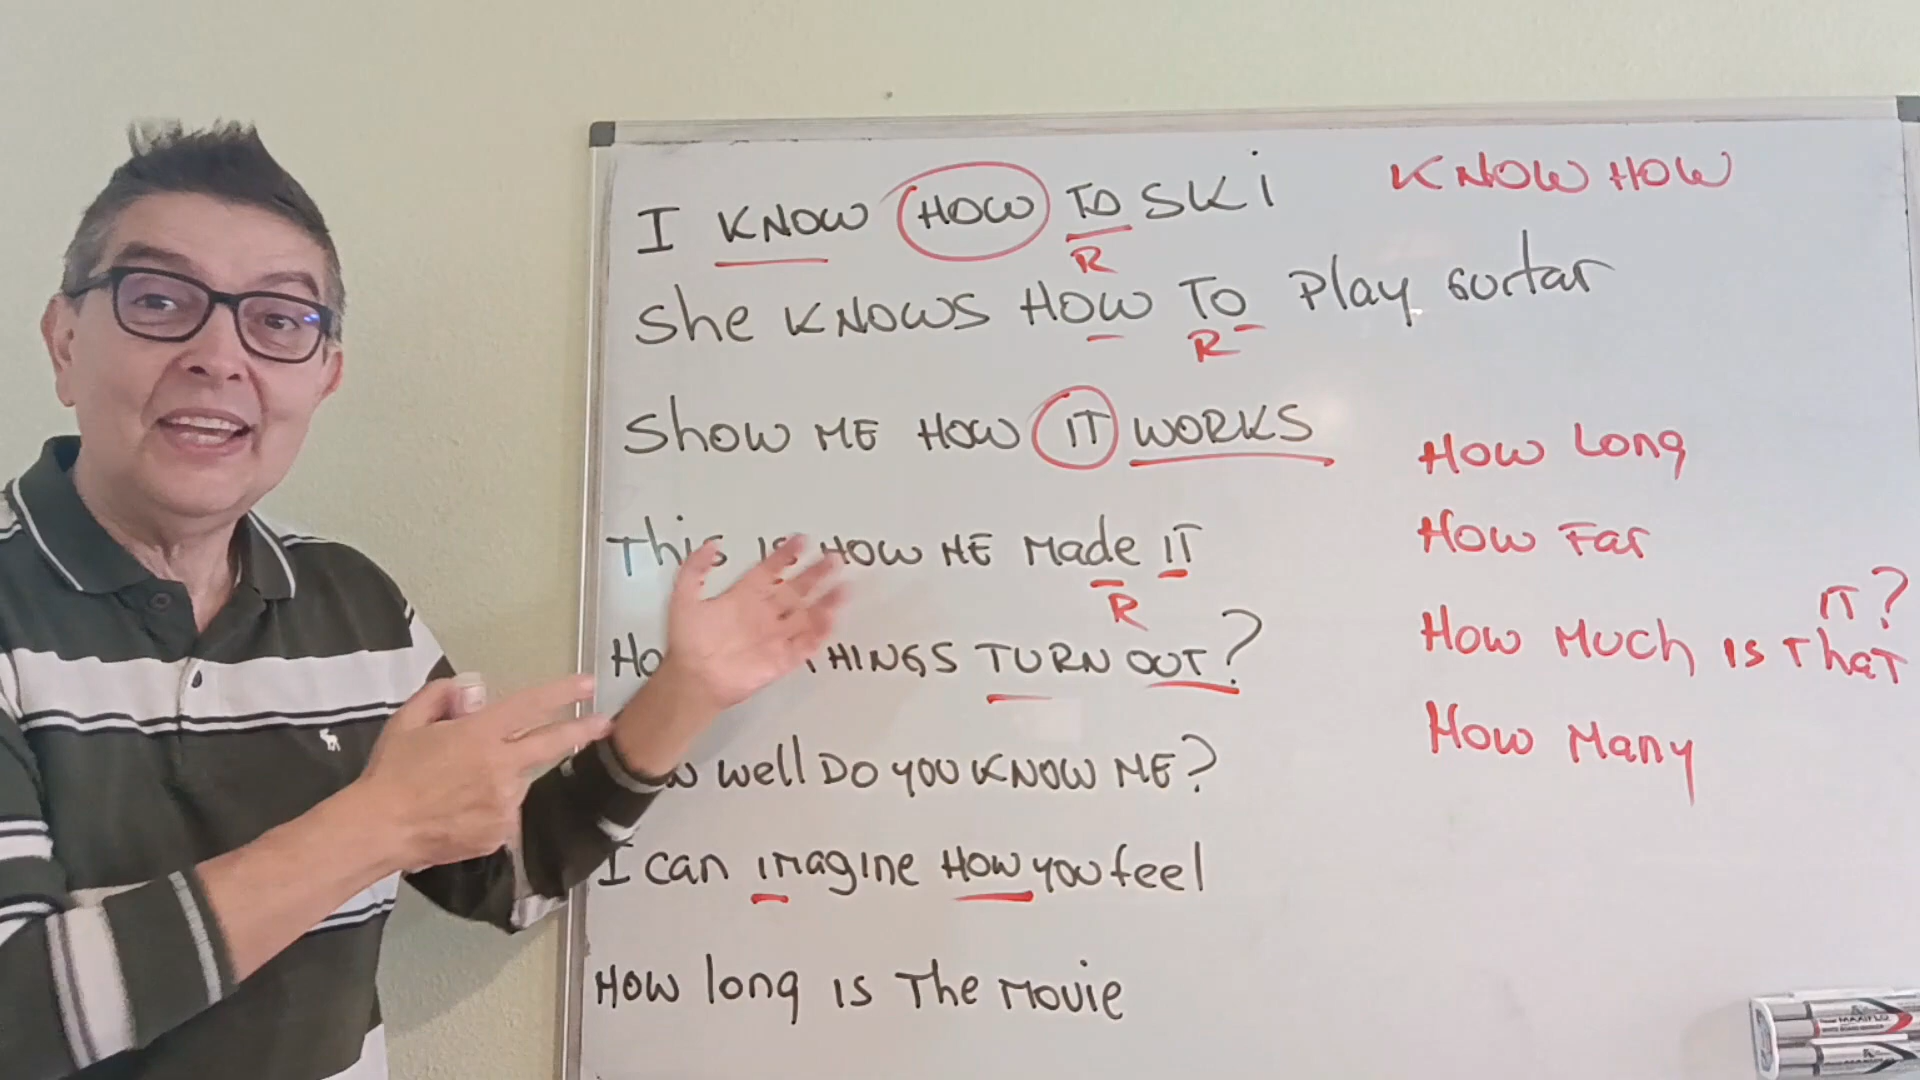 I KNOW HOW TO SKi
R
She KNOWS HOW TO Play Guitar
R
Show ME HOW IT WORKS
This is HOW HE Made IT
R
THINGS TURN OUT?
well DO YOU KNOW ME?
I can imagine HOW you feel
HOW long is The Movie
KNOW HOW
HOW Long
HOW Far
IT?
HOW Much is ThaT
HOW Many